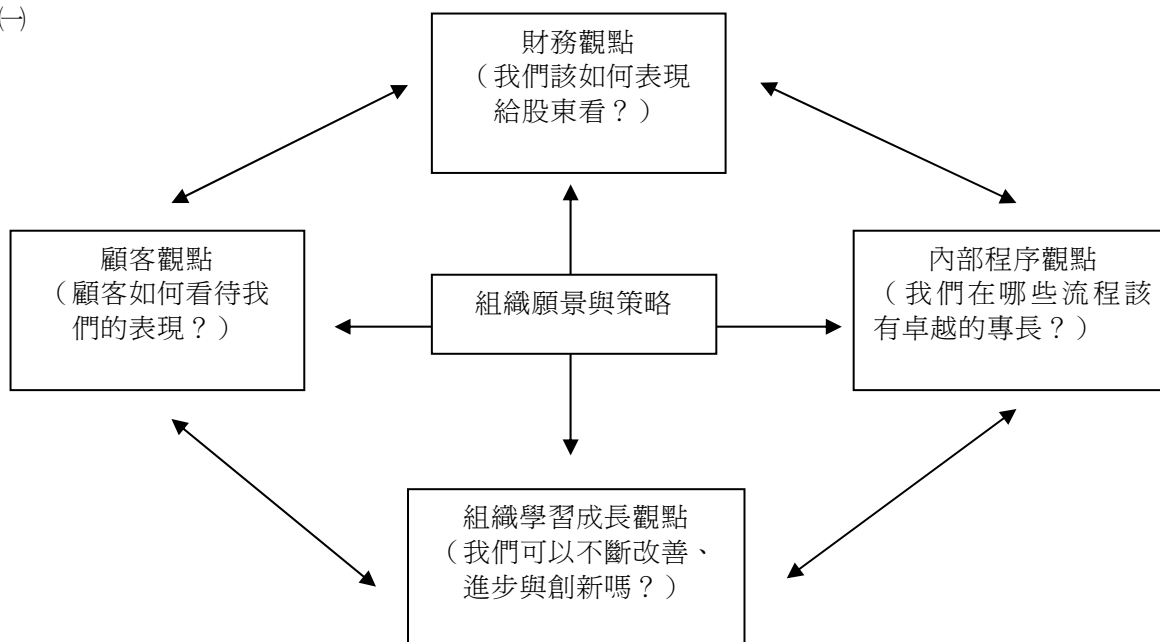 ㈠
財務觀點
（我們該如何表現
給股東看？）
顧客觀點
（顧客如何看待我
們的表現？）
組織願景與策略
內部程序觀點
（我們在哪些流程該
有卓越的專長？）
組織學習成長觀點
（我們可以不斷改善、
進步與創新嗎？）